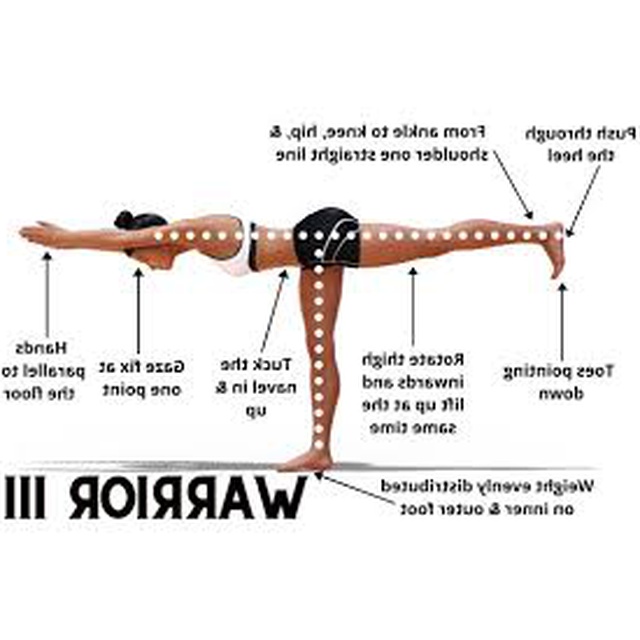 From ankle to knee, hip, &
shoulder one straight line
Push through
the heel
Hands
parallel to
the floor
Gaze fix at
one point
Tuck the
navel in &
up
Rotate thigh
inwards and
lift up at the
same time
Toes pointing
down
Weight evenly distributed
on inner & outer foot
WARRIOR III